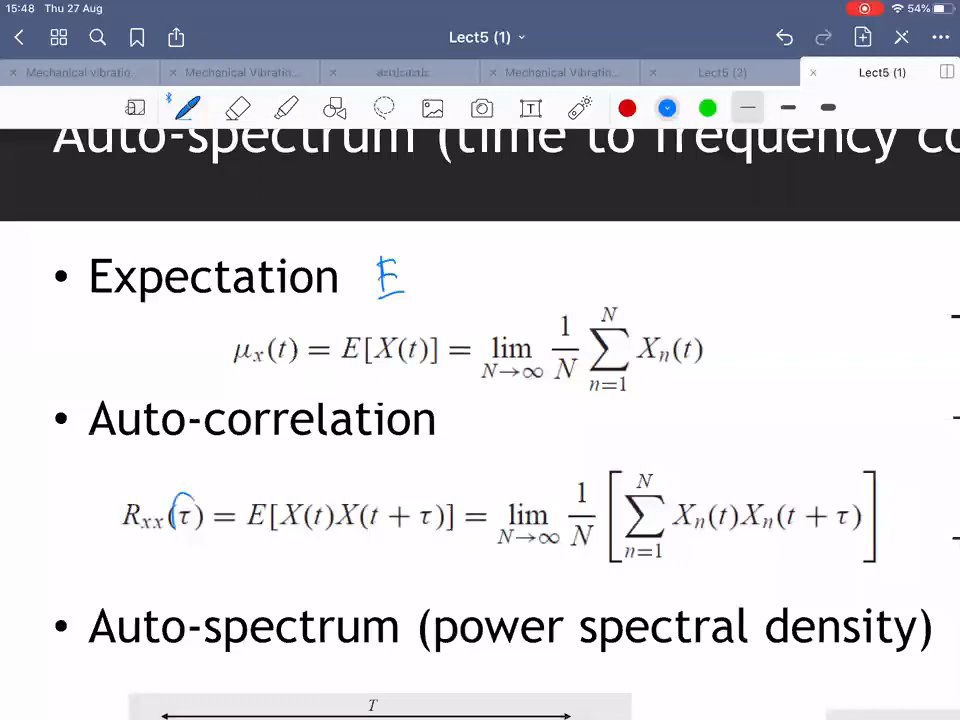 15:48 Thu 27 Aug 54%
Lect5 (1)
Mechanical vibratio... Mechanical Vibratio... Mechanical Vibratio... Lect5 (2) Lect5 (1)
Auto-spectrum (time to frequency co
• Expectation E
μx(t) = E[X(t)] = lim N→∞ 1/N ∑ n=1 N Xn(t)
• Auto-correlation
Rxx(τ) = E[X(t)X(t + τ)] = lim N→∞ 1/N [∑ n=1 N Xn(t)Xn(t + τ)]
• Auto-spectrum (power spectral density)
T